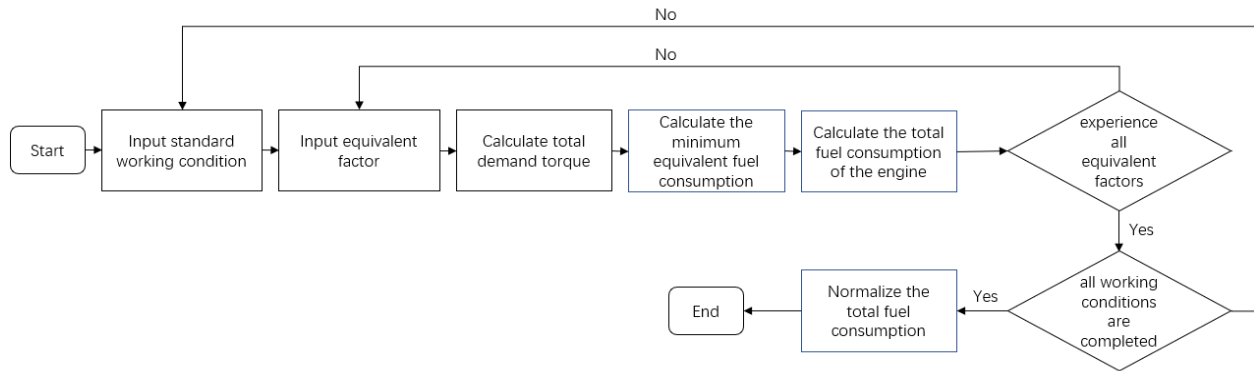 No
No
Start
Input standard
working condition
Input equivalent
factor
Calculate total
demand torque
Calculate the
minimum
equivalent fuel
consumption
Calculate the total
fuel consumption
of the engine
experience
all
equivalent
factors
Yes
End
Normalize the
total fuel
consumption
Yes
all working
conditions
are
completed